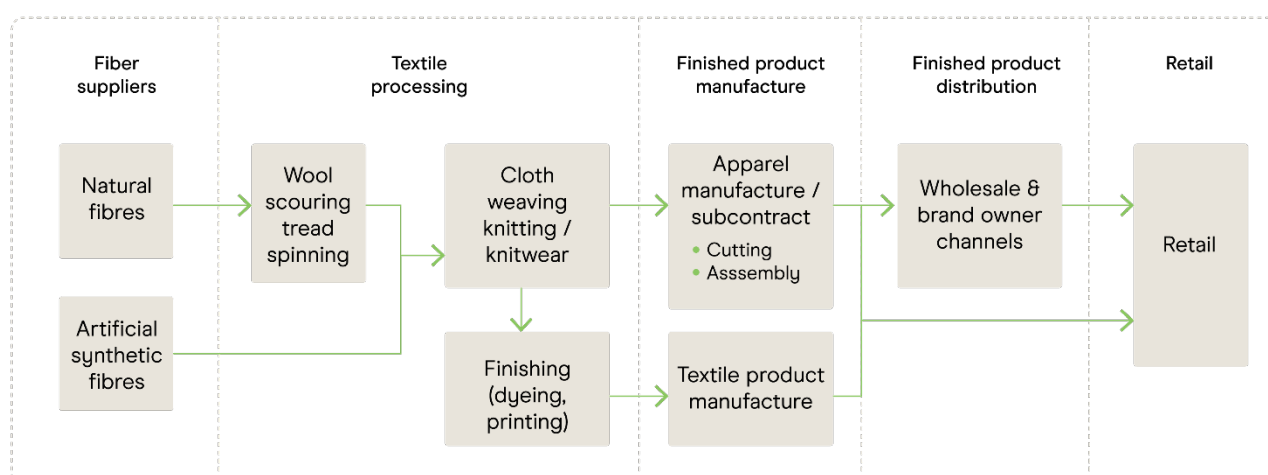 Fiber
suppliers
Textile
processing
Finished product
manufacture
Finished product
distribution
Retail
Natural
fibres
Wool
scouring
tread
spinning
Cloth
weaving
knitting /
knitwear
Apparel
manufacture /
subcontract
• Cutting
• Asssembly
Wholesale &
brand owner
channels
Retail
Artificial
synthetic
fibres
Finishing
(dyeing,
printing)
Textile product
manufacture